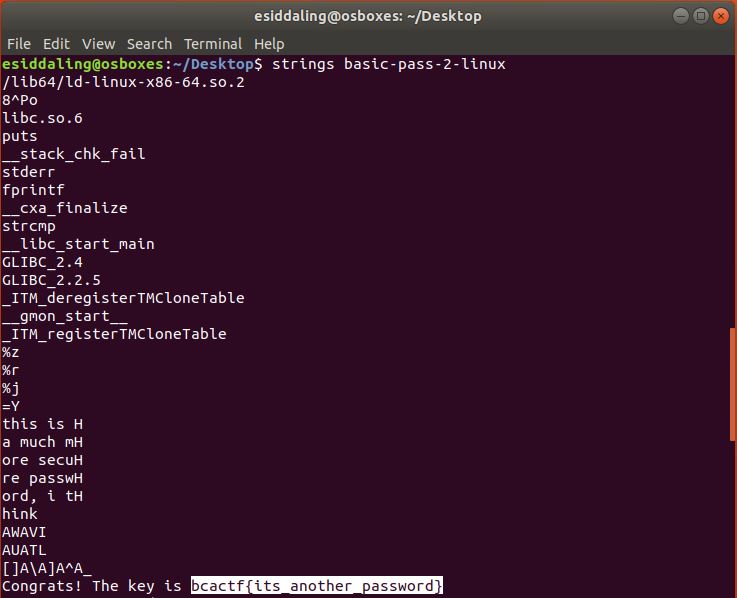 esiddaling@osboxes: ~/Desktop
File Edit View Search Terminal Help
esiddaling@osboxes:~/Desktop$ strings basic-pass-2-linux
/lib64/ld-linux-x86-64.so.2
8^Po
libc.so.6
puts
__stack_chk_fail
stderr
fprintf
__cxa_finalize
strcmp
__libc_start_main
GLIBC_2.4
GLIBC_2.2.5
_ITM_deregisterTMCloneTable
__gmon_start__
_ITM_registerTMCloneTable
%z
%r
%j
=Y
this is H
a much mH
ore secuH
re passwH
ord, i tH
hink
AWAVI
AUATL
[]A\A]A^A_
Congrats! The key is bcactf{its_another_password}